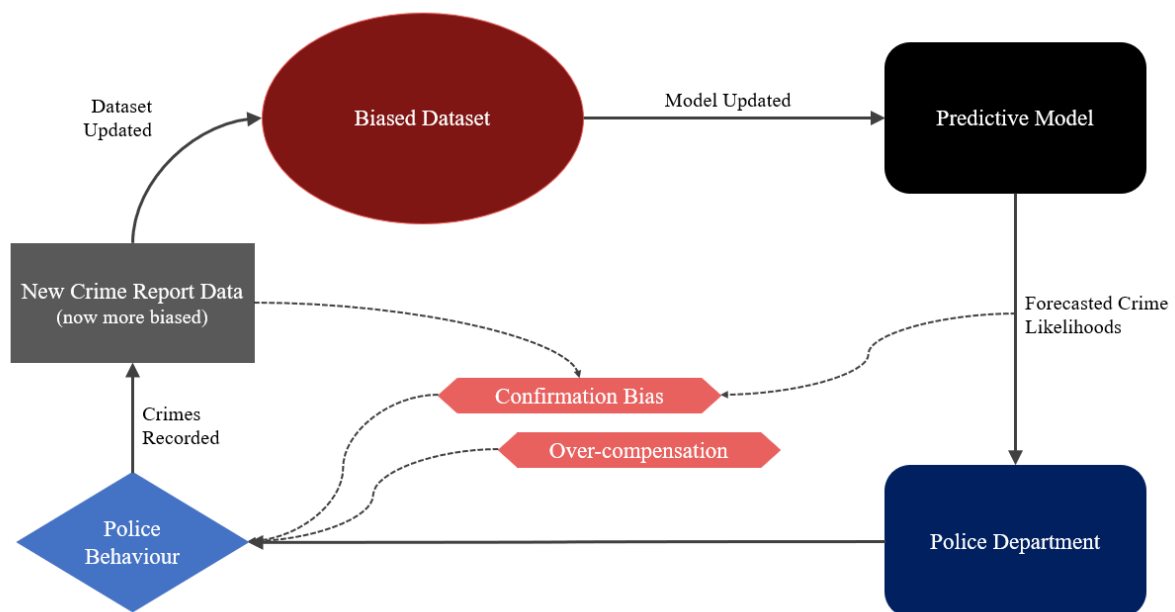 Dataset
Updated
Biased Dataset
Model Updated
Predictive Model
New Crime Report Data
(now more biased)
Forecasted Crime
Likelihoods
Confirmation Bias
Crimes
Recorded
Over-compensation
Police
Behaviour
Police Department